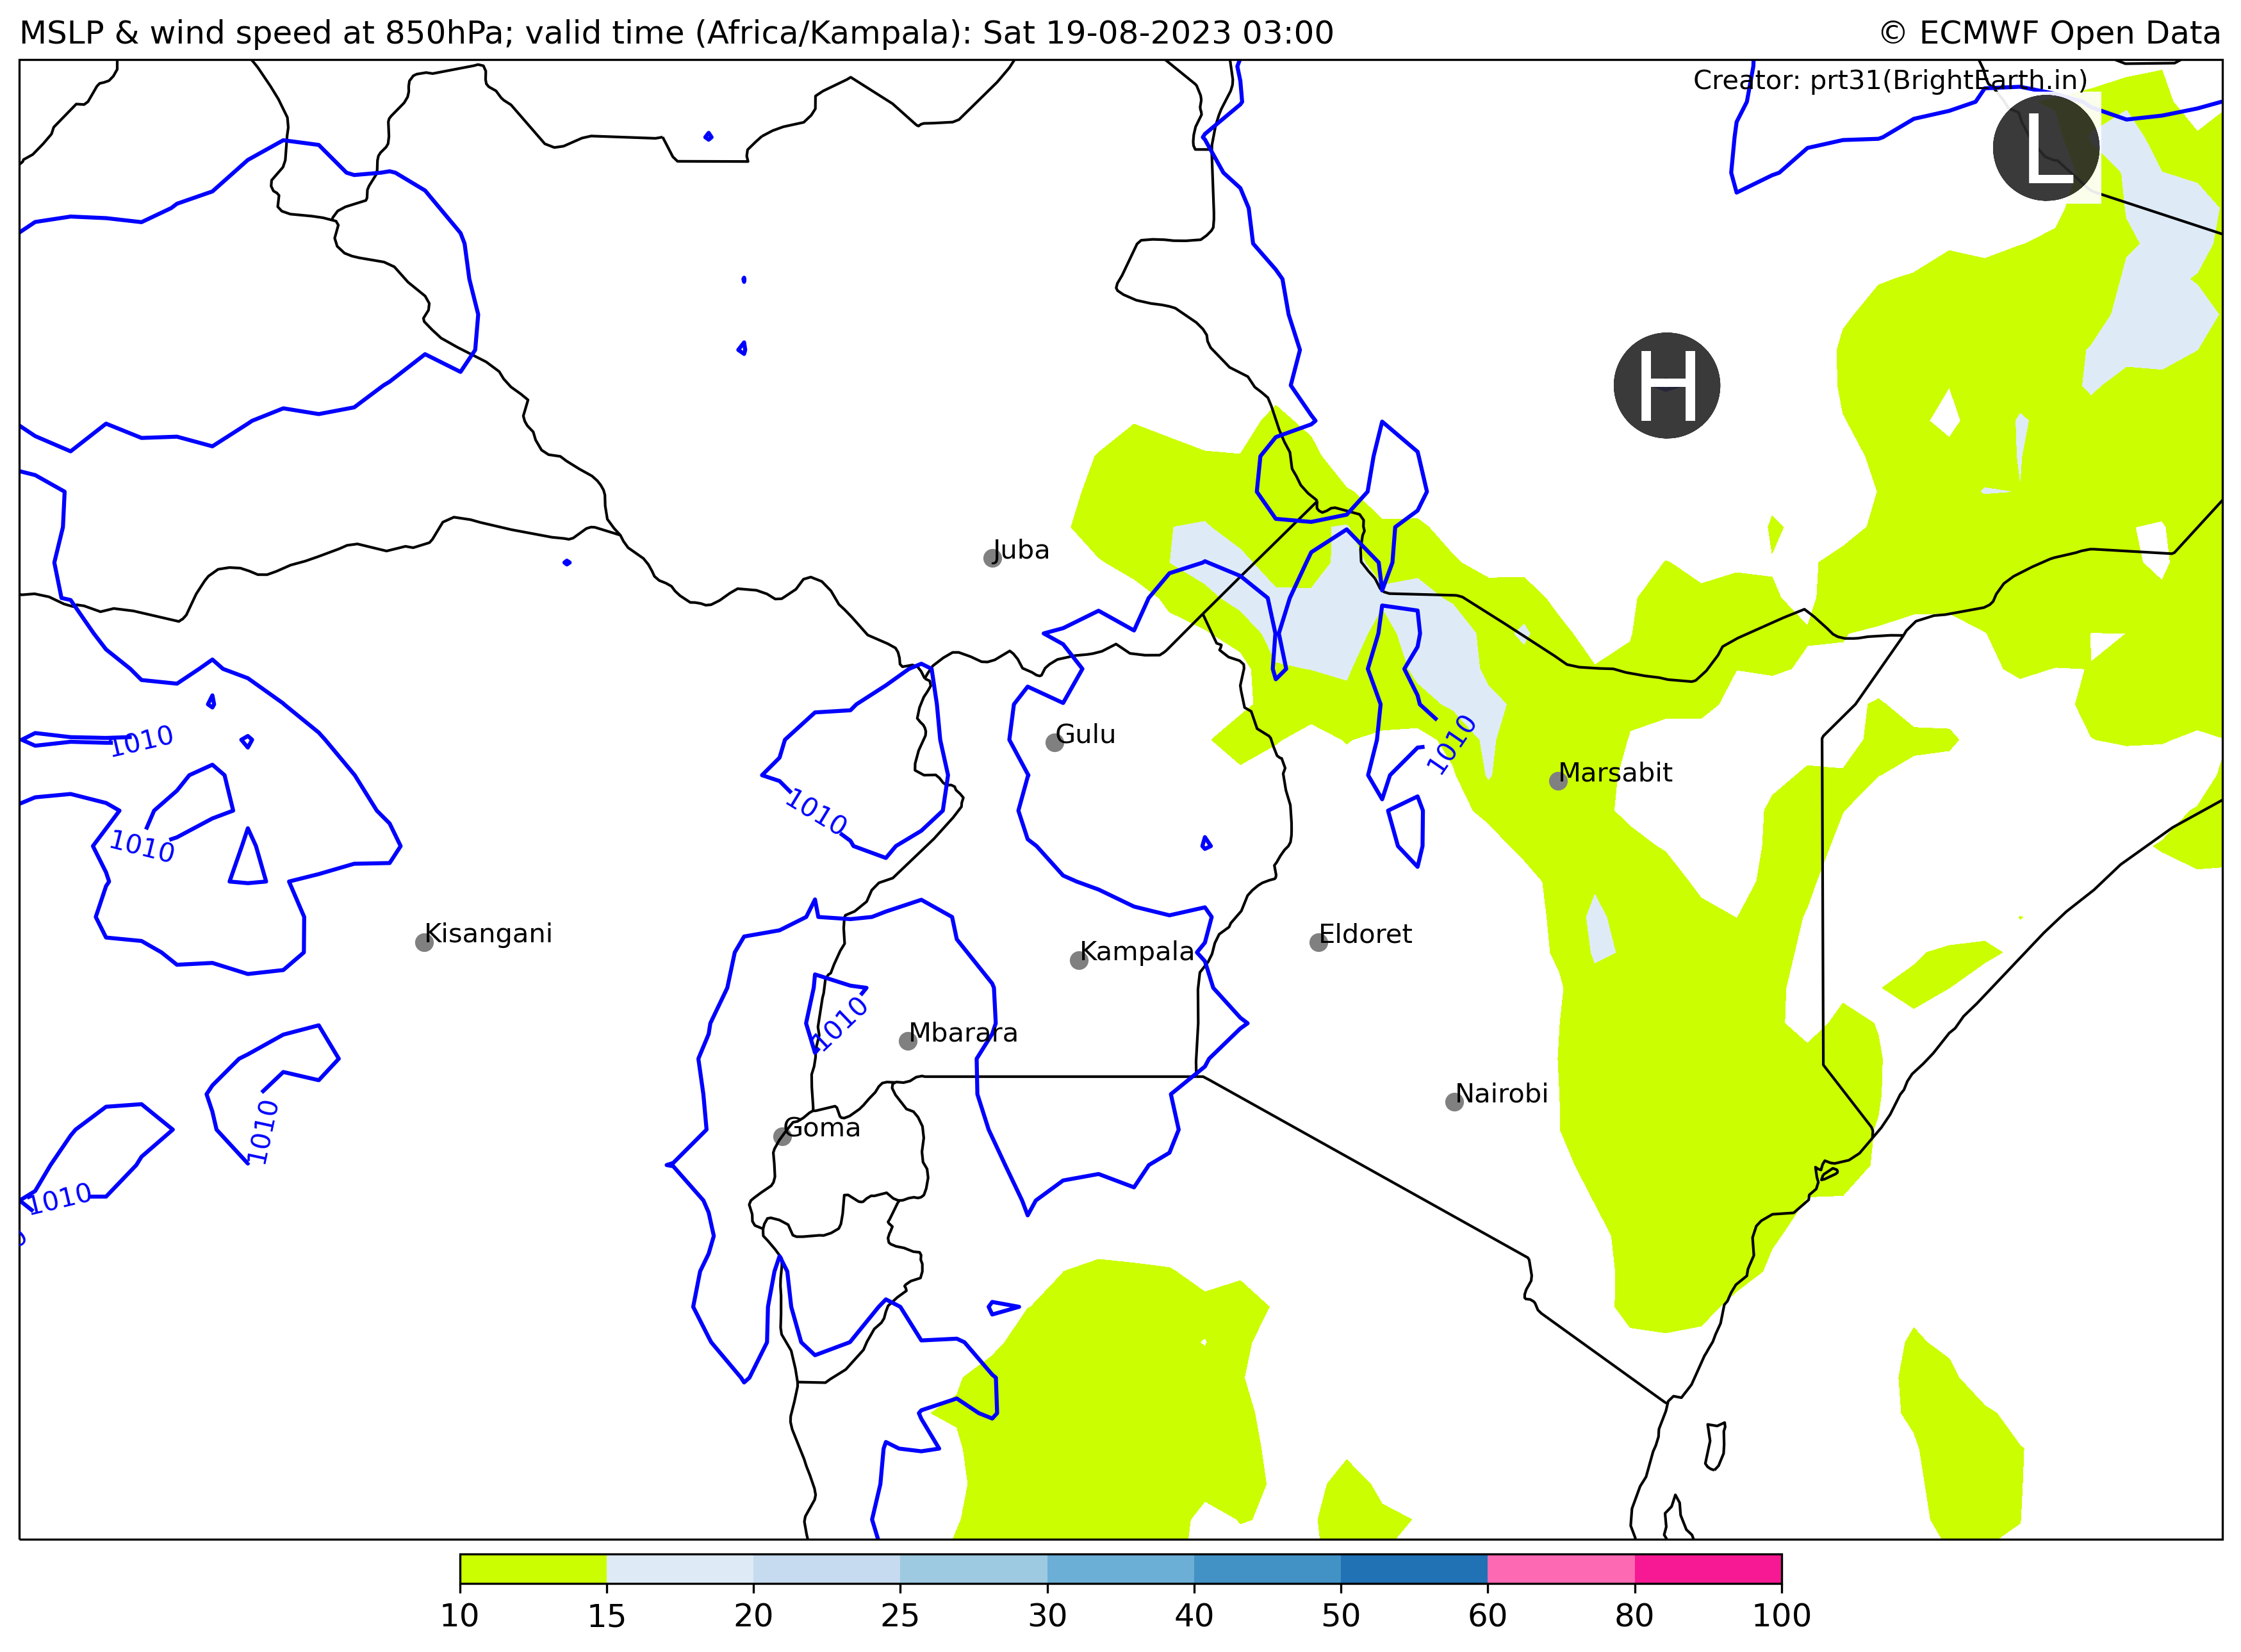 MSLP & wind speed at 850hPa; valid time (Africa/Kampala): Sat 19-08-2023 03:00
© ECMWF Open Data
Creator: prt31(BrightEarth.in)
L
H
Juba
1010
Gulu
1010
Marsabit
1010
1010
Kisangani
Eldoret
Kampala
1010
Mbarara
Nairobi
1010
Goma
1010
10 15 20 25 30 40 50 60 80 100